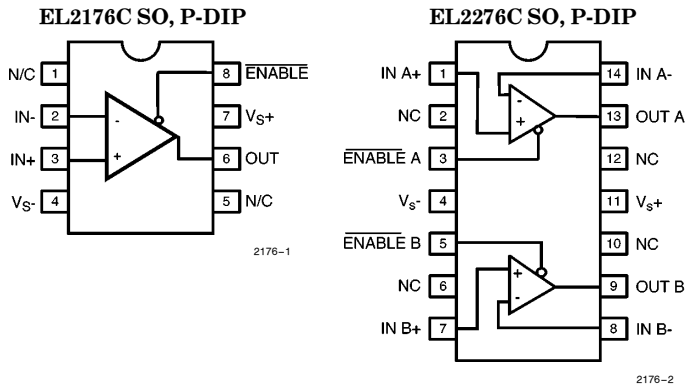 EL2176C SO, P-DIP
N/C 1
8 ENABLE
IN- 2
-
7 VS+
IN+ 3
+
6 OUT
VS- 4
5 N/C
2176-1
EL2276C SO, P-DIP
IN A+ 1
14 IN A-
-
NC 2
13 OUT A
+
ENABLE A 3
12 NC
Vs- 4
11 Vs+
ENABLE B 5
10 NC
+
NC 6
9 OUT B
-
IN B+ 7
8 IN B-
2176-2